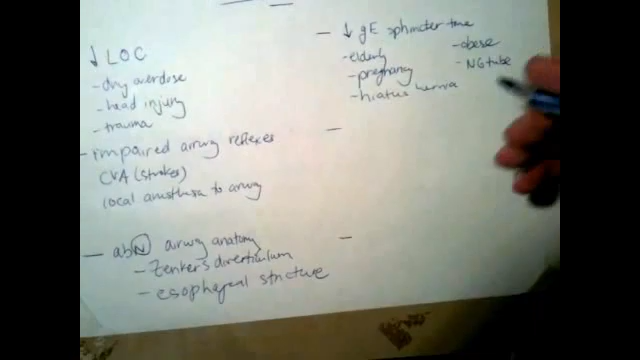 ↓ LOC
- drug overdose
- head injury
- trauma
- impaired airway reflexes
CVA (strokes)
local anesthesia to airway
- abN airway anatomy
- Zenker's diverticulum
- esophageal stricture
- ↓ gE sphincter tone
- elderly
- pregnancy
- hiatus hernia
- obese
- NG tube
-
-